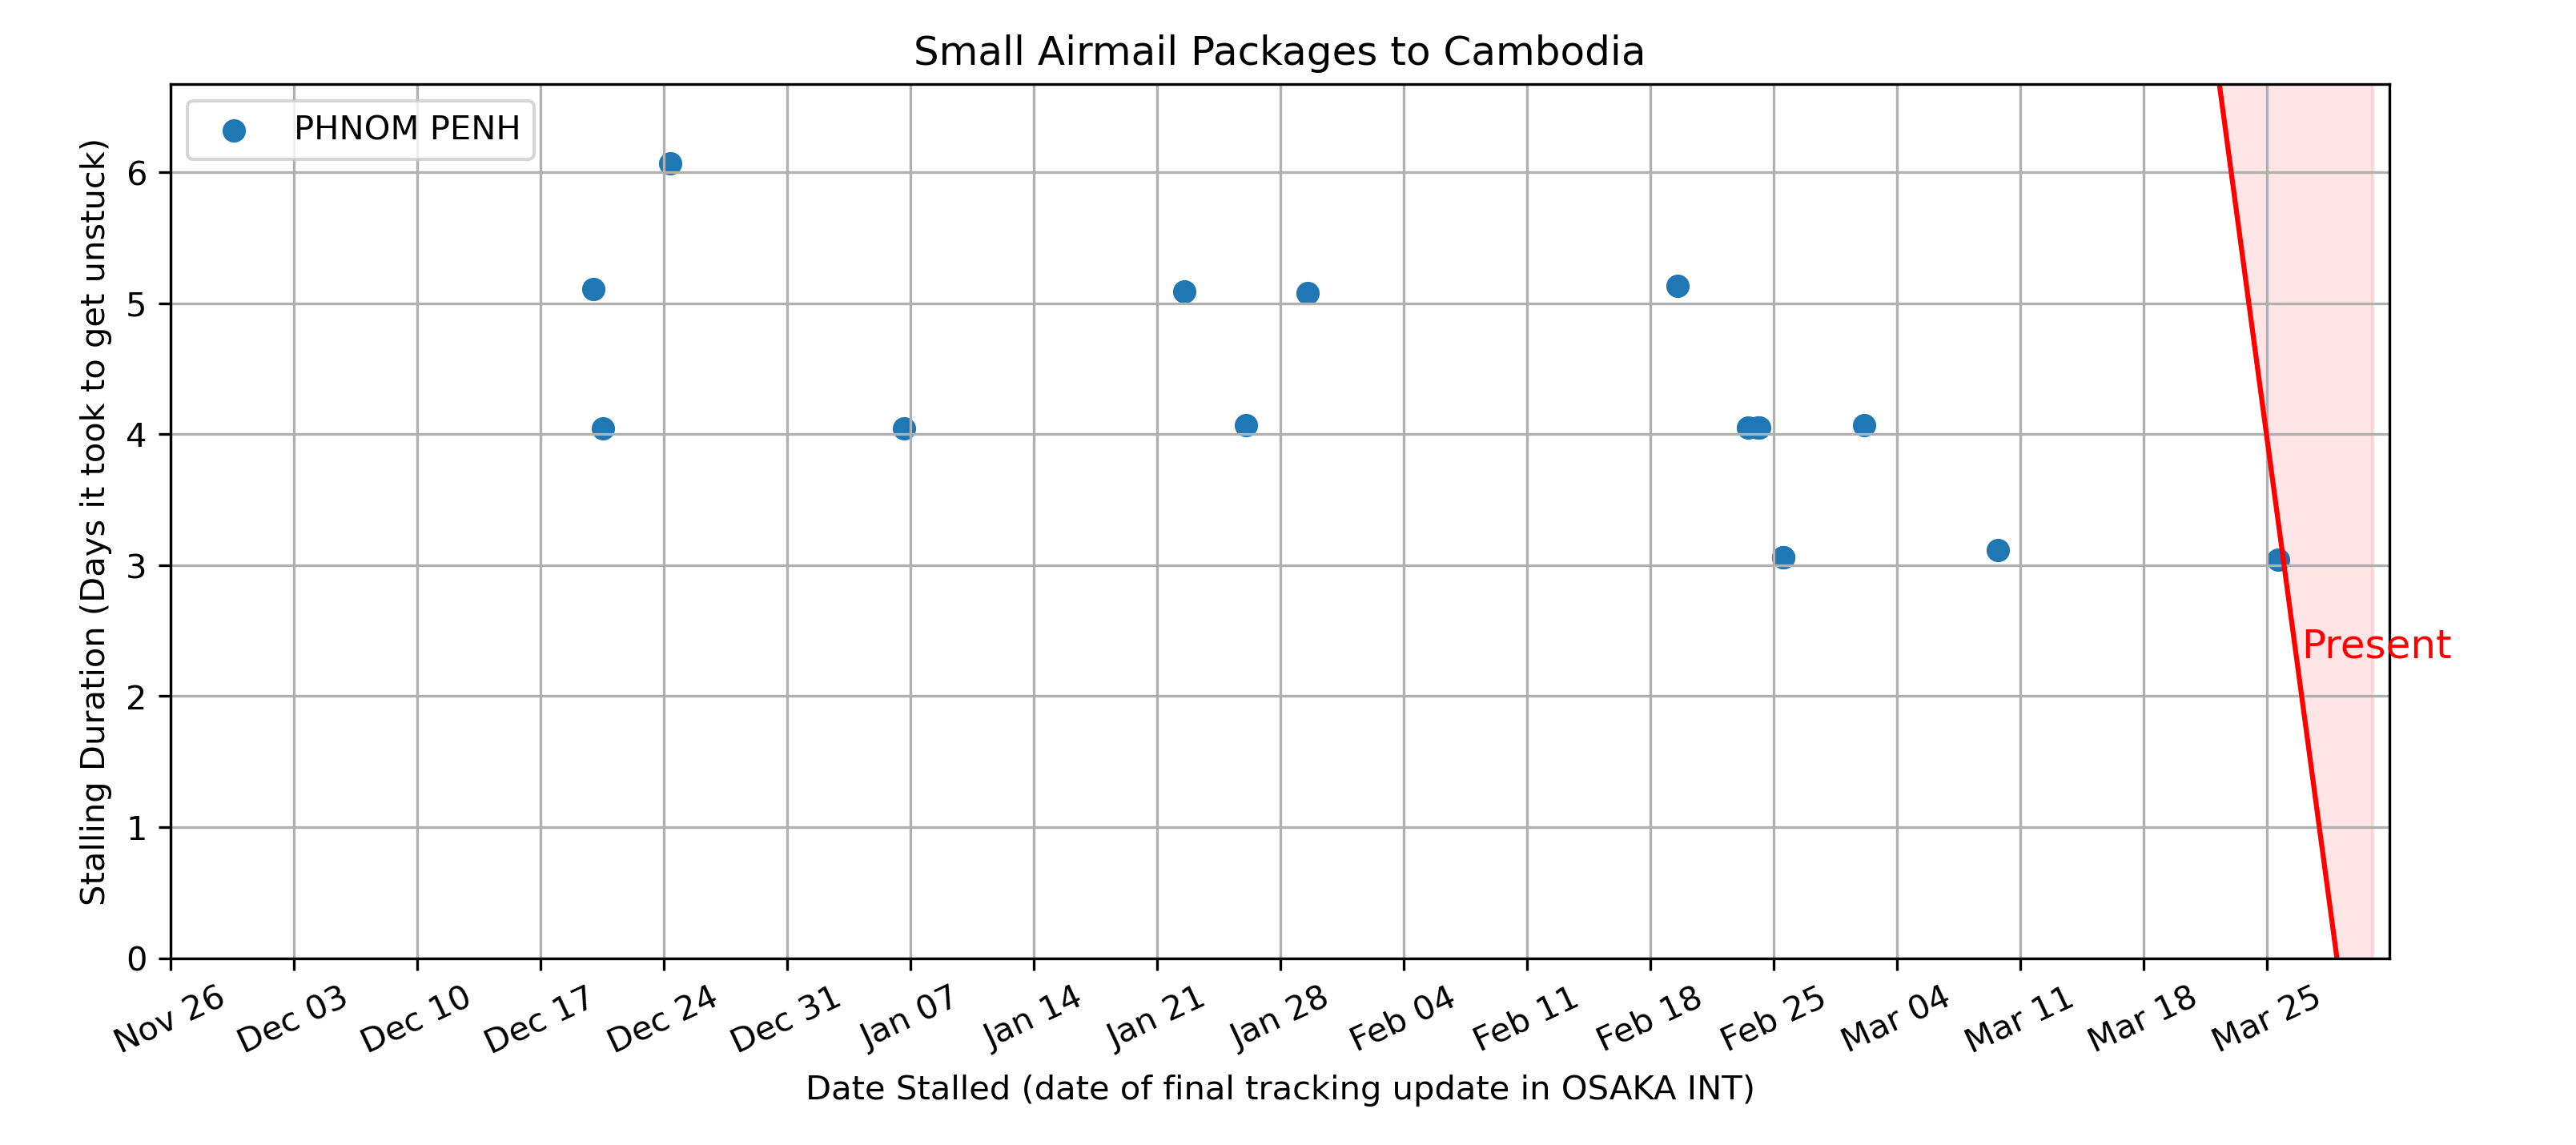 Small Airmail Packages to Cambodia
PHNOM PENH
Stalling Duration (Days it took to get unstuck)
6
5
4
3
2
1
0
Present
Nov 26 Dec 03 Dec 10 Dec 17 Dec 24 Dec 31 Jan 07 Jan 14 Jan 21 Jan 28 Feb 04 Feb 11 Feb 18 Feb 25 Mar 04 Mar 11 Mar 18 Mar 25
Date Stalled (date of final tracking update in OSAKA INT)